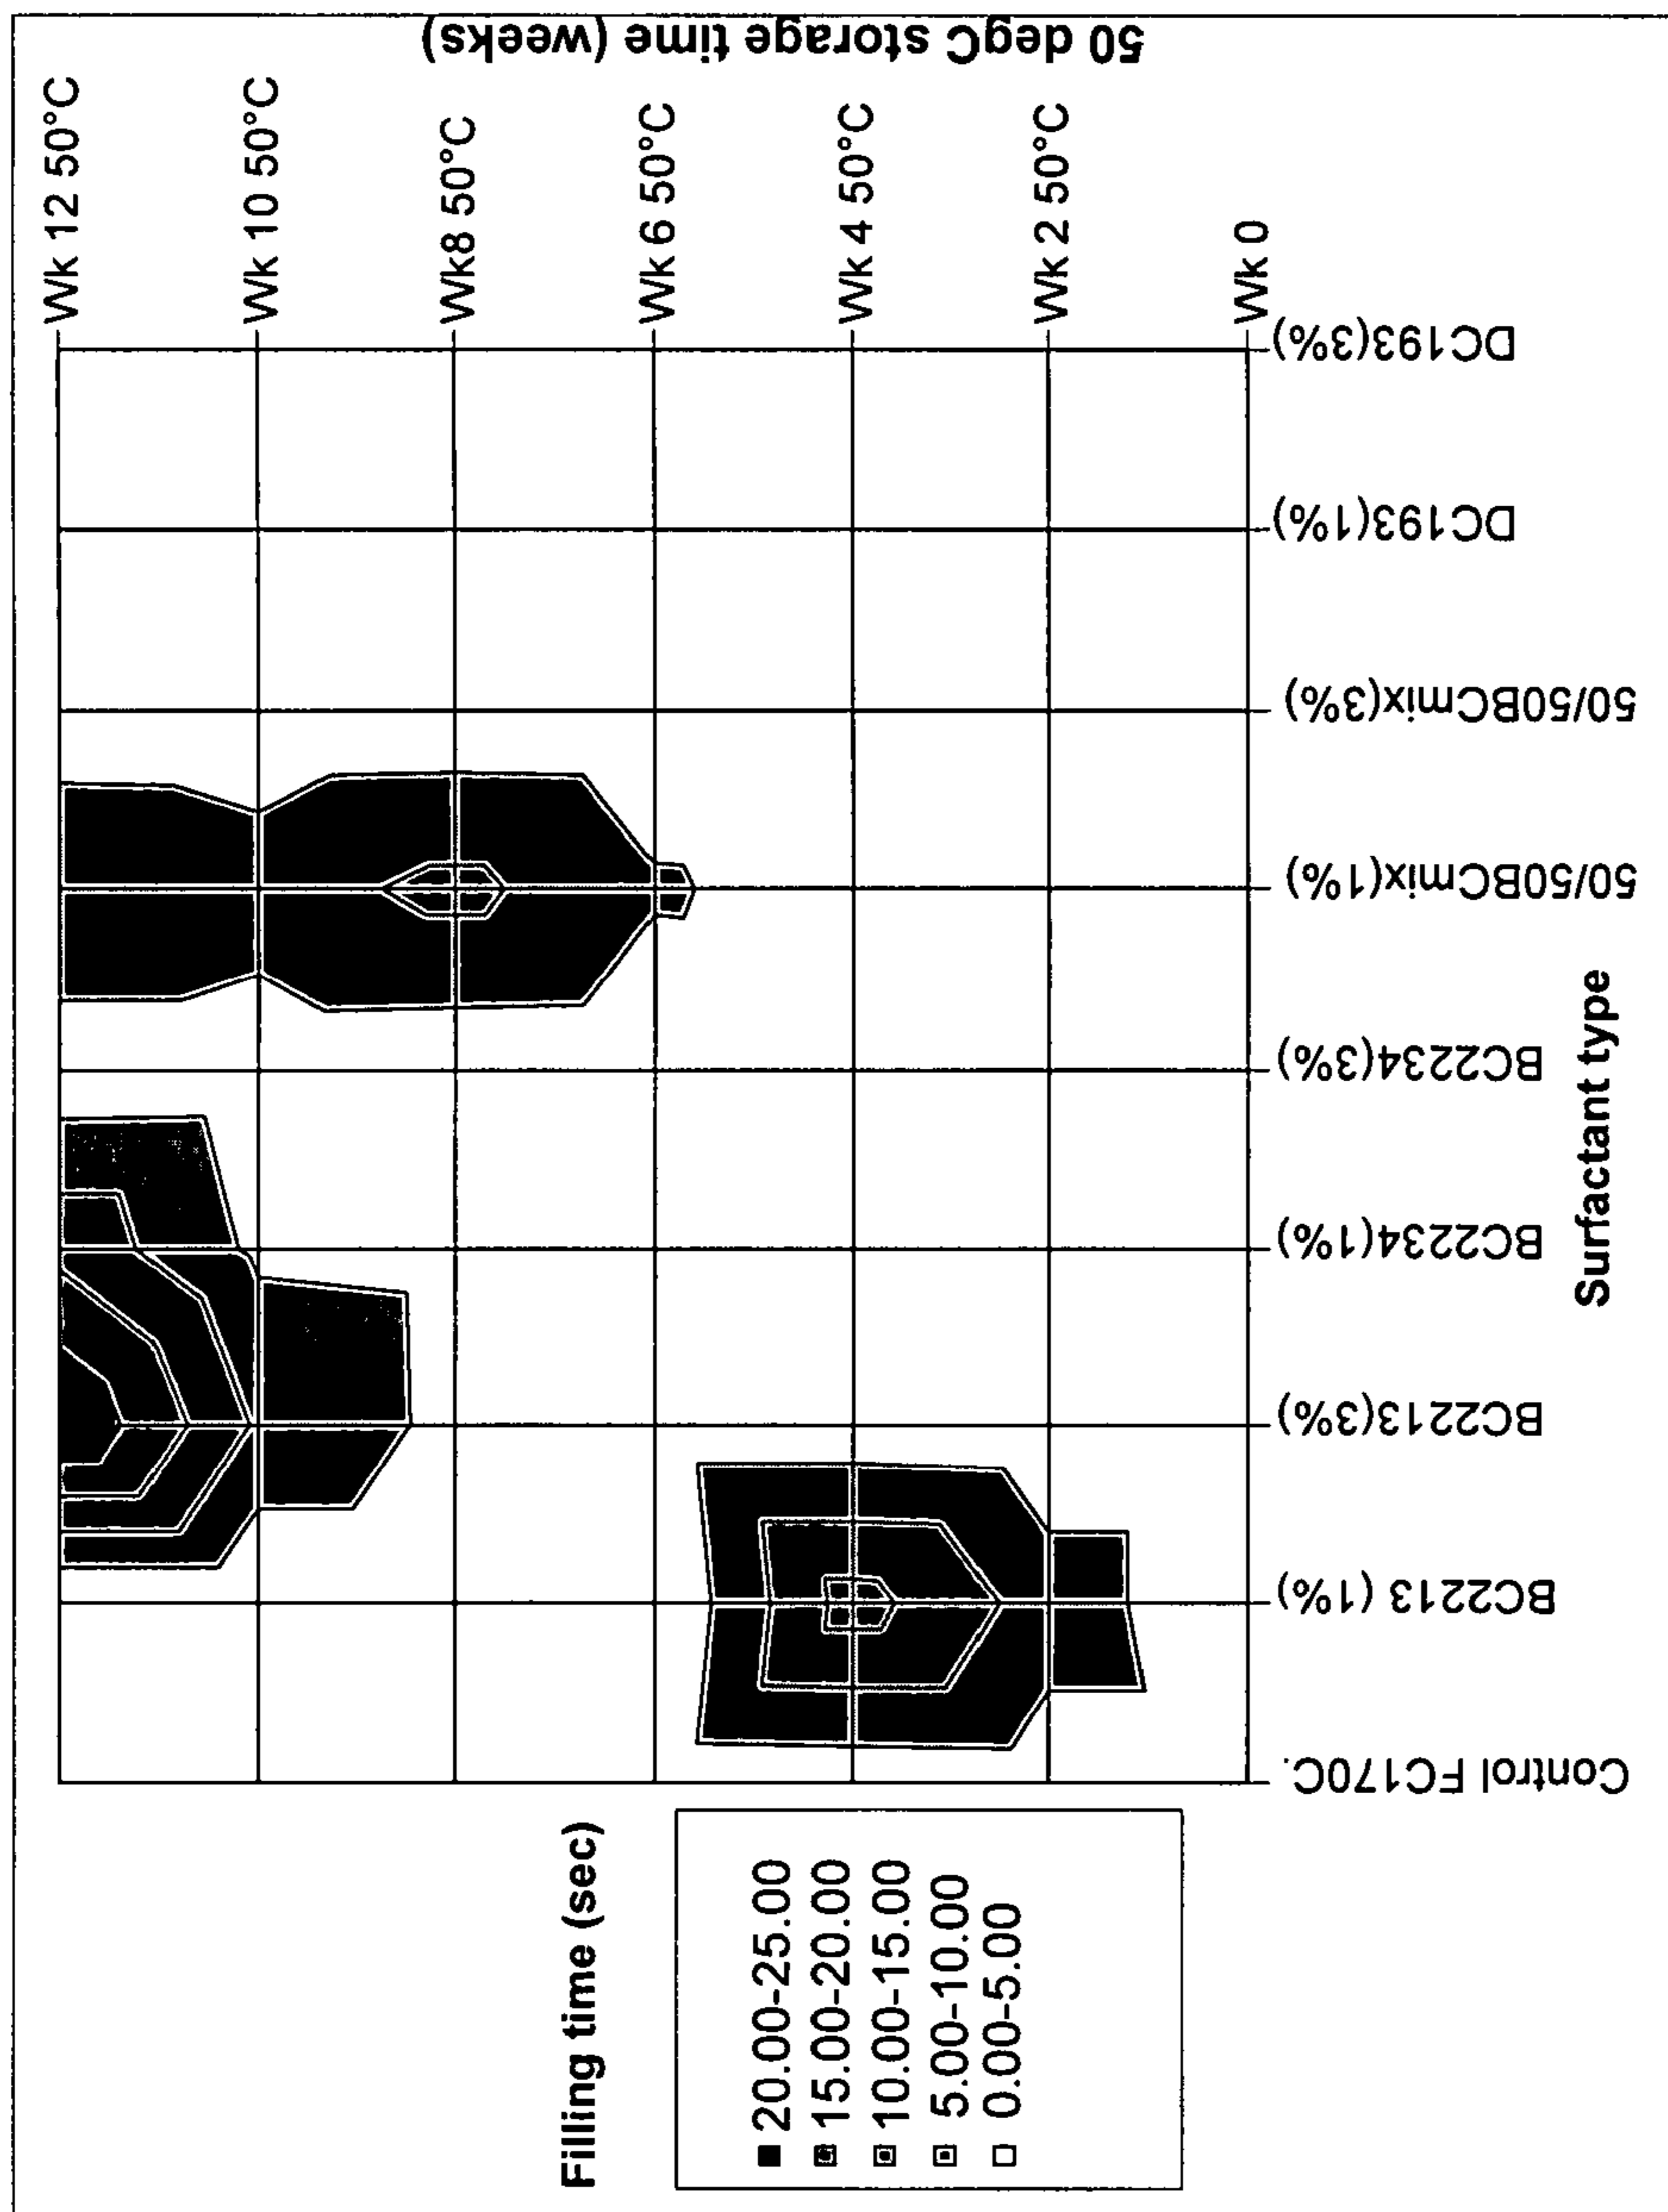 50 degC storage time (weeks)
Wk 12 50°C
Wk 10 50°C
Wk8 50°C
Wk 6 50°C
Wk 4 50°C
Wk 2 50°C
Wk 0
DC193(3%)
DC193(1%)
50/50BCmix(3%)
50/50BCmix(1%)
BC2234(3%)
BC2234(1%)
BC2213(3%)
BC2213 (1%)
Control FC170C.
Surfactant type
Filling time (sec)
20.00-25.00
15.00-20.00
10.00-15.00
5.00-10.00
0.00-5.00